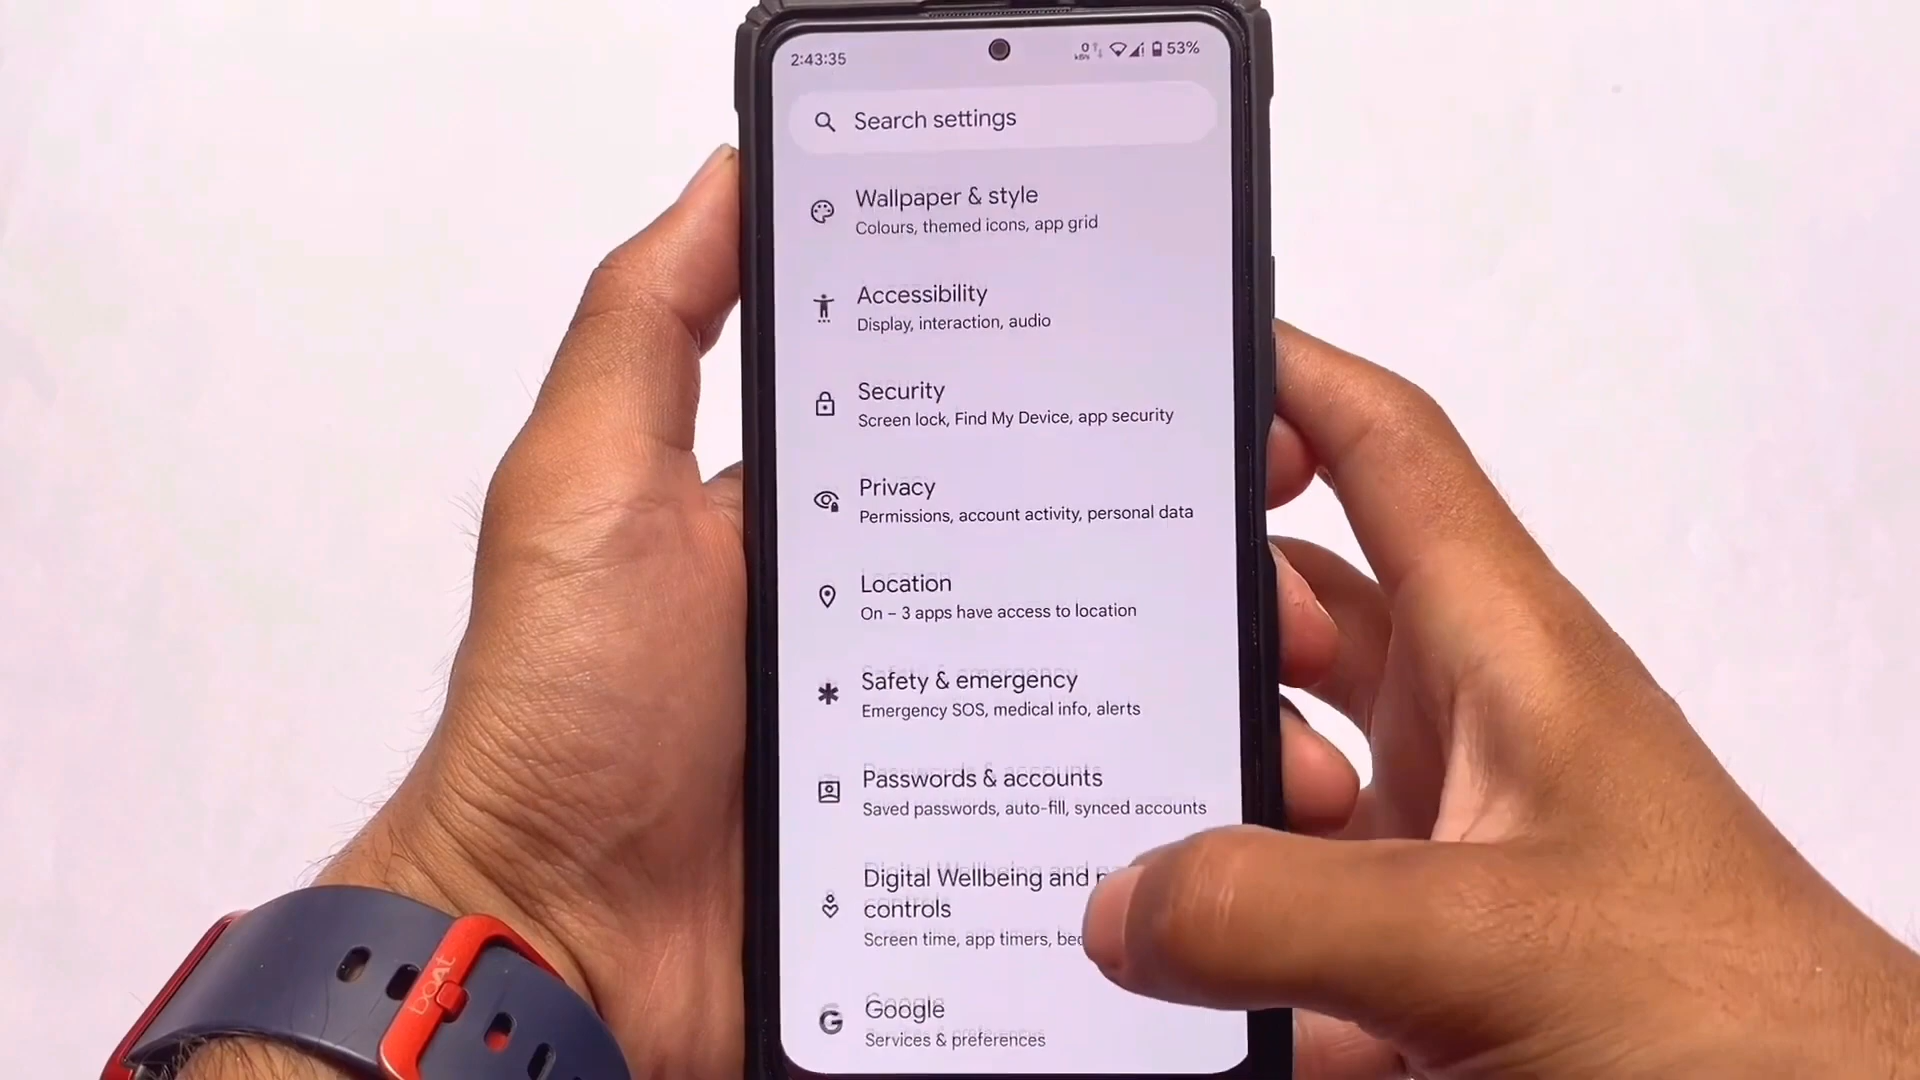 2:43:35
0
kB/s
53%
Search settings
Wallpaper & style
Colours, themed icons, app grid
Accessibility
Display, interaction, audio
Security
Screen lock, Find My Device, app security
Privacy
Permissions, account activity, personal data
Location
On – 3 apps have access to location
Safety & emergency
Emergency SOS, medical info, alerts
Passwords & accounts
Saved passwords, auto-fill, synced accounts
Digital Wellbeing and
controls
Screen time, app timers,
Google
Services & preferences
boAt